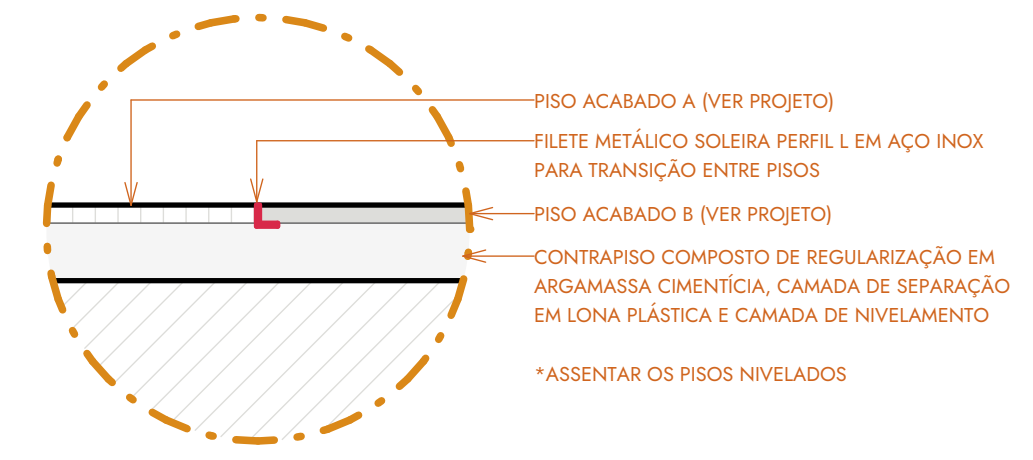 PISO ACABADO A (VER PROJETO)
FILETE METÁLICO SOLEIRA PERFIL L EM AÇO INOX
PARA TRANSIÇÃO ENTRE PISOS
PISO ACABADO B (VER PROJETO)
CONTRAPISO COMPOSTO DE REGULARIZAÇÃO EM
ARGAMASSA CIMENTÍCIA, CAMADA DE SEPARAÇÃO
EM LONA PLÁSTICA E CAMADA DE NIVELAMENTO
*ASSENTAR OS PISOS NIVELADOS